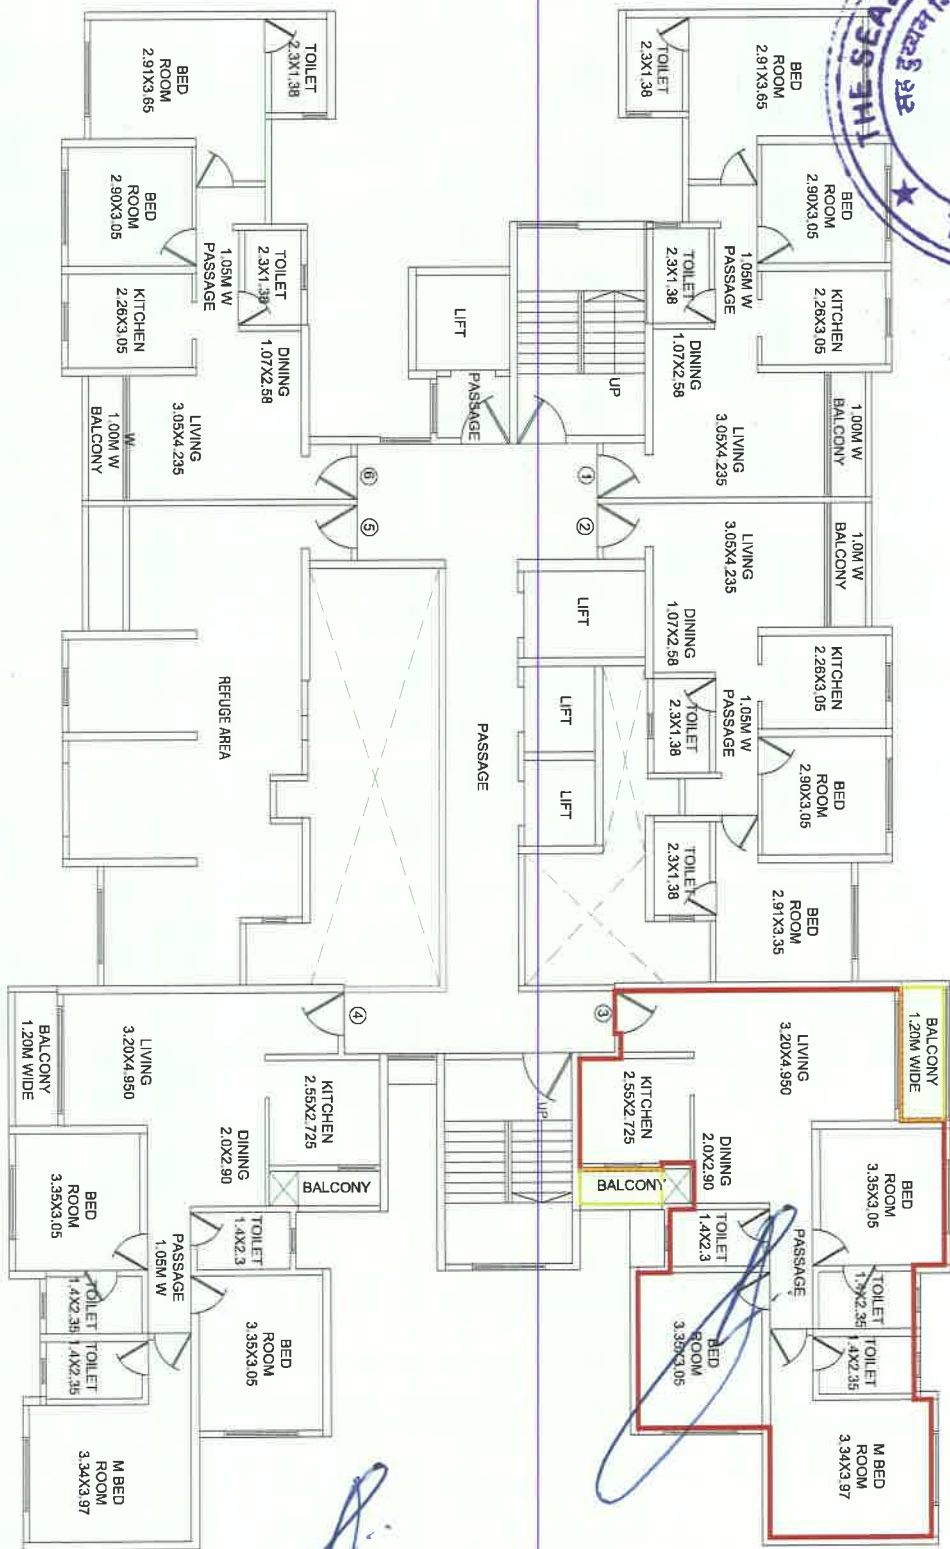 THE SEAL
सह दुय्यम
BED
ROOM
2.91X3.65
TOILET
2.3X1.38
BED
ROOM
2.90X3.05
1.05M W
PASSAGE
TOILET
2.3X1.38
KITCHEN
2.26X3.05
DINING
1.07X2.58
LIVING
3.05X4.235
W
1.00M W
BALCONY
LIFT
PASSAGE
UP
TOILET
2.3X1.38
BED
ROOM
2.91X3.65
BED
ROOM
2.90X3.05
1.05M W
PASSAGE
TOILET
2.3X1.38
KITCHEN
2.26X3.05
DINING
1.07X2.58
LIVING
3.05X4.235
1.00M W
BALCONY
6
5
1
2
LIVING
3.05X4.235
1.0M W
BALCONY
DINING
1.07X2.58
KITCHEN
2.26X3.05
1.05M W
PASSAGE
TOILET
2.3X1.38
BED
ROOM
2.90X3.05
TOILET
2.3X1.38
BED
ROOM
2.91X3.35
LIFT
LIFT
LIFT
PASSAGE
REFUGE AREA
4
3
BALCONY
1.20M WIDE
LIVING
3.20X4.950
KITCHEN
2.55X2.725
DINING
2.0X2.90
BALCONY
BED
ROOM
3.35X3.05
PASSAGE
1.05M W
TOILET
1.4X2.3
TOILET
1.4X2.35
TOILET
1.4X2.35
BED
ROOM
3.35X3.05
M BED
ROOM
3.34X3.97
UP
LIVING
3.20X4.950
BALCONY
1.20M WIDE
KITCHEN
2.55X2.725
DINING
2.0X2.90
BALCONY
BED
ROOM
3.35X3.05
PASSAGE
TOILET
1.4X2.3
TOILET
1.4X2.35
TOILET
1.4X2.35
BED
ROOM
3.35X3.05
M BED
ROOM
3.34X3.97